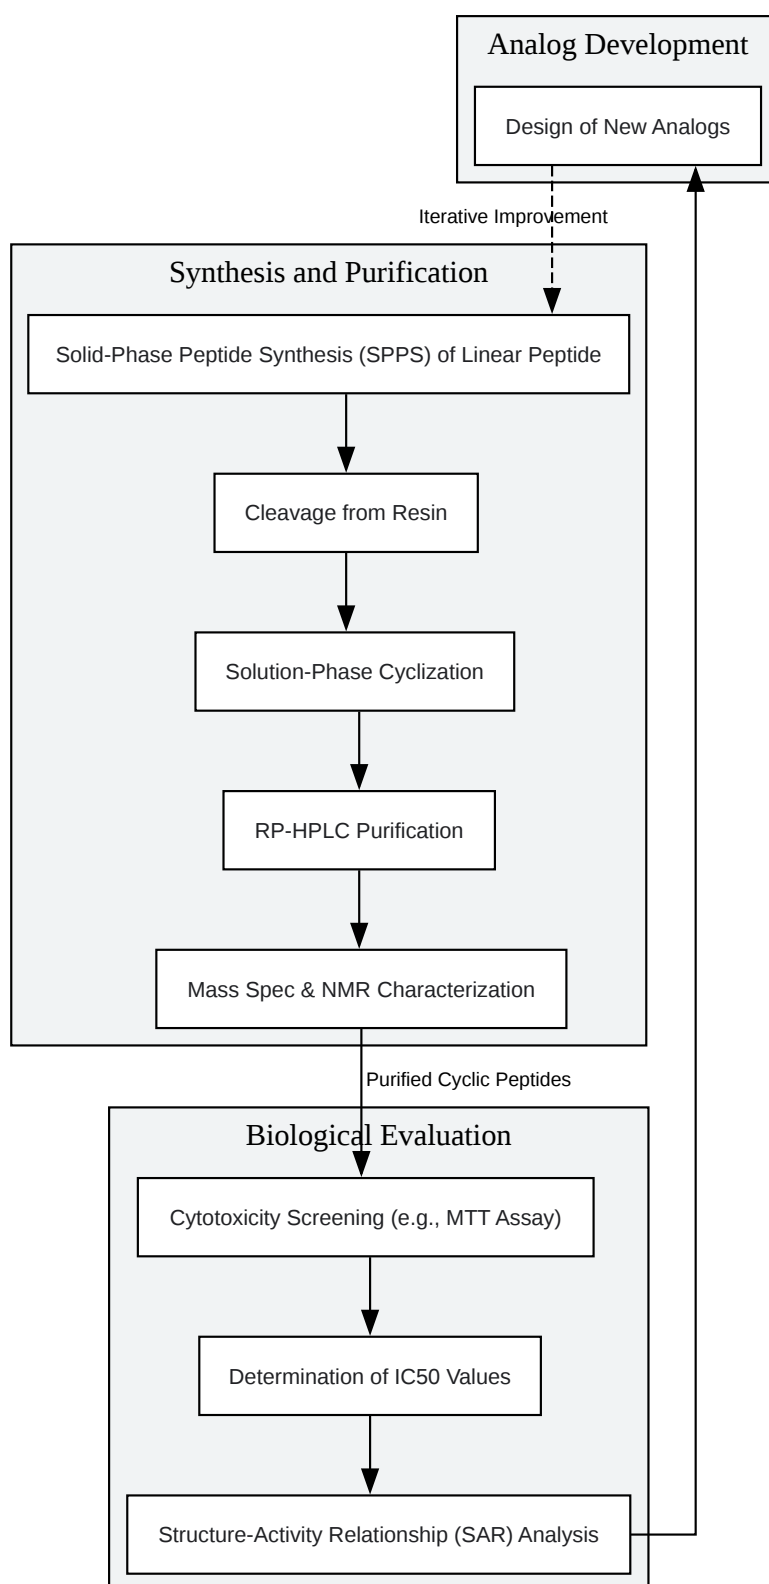 Analog Development
Design of New Analogs
Iterative Improvement
Synthesis and Purification
Solid-Phase Peptide Synthesis (SPPS) of Linear Peptide
Cleavage from Resin
Solution-Phase Cyclization
RP-HPLC Purification
Mass Spec & NMR Characterization
Purified Cyclic Peptides
Biological Evaluation
Cytotoxicity Screening (e.g., MTT Assay)
Determination of IC50 Values
Structure-Activity Relationship (SAR) Analysis